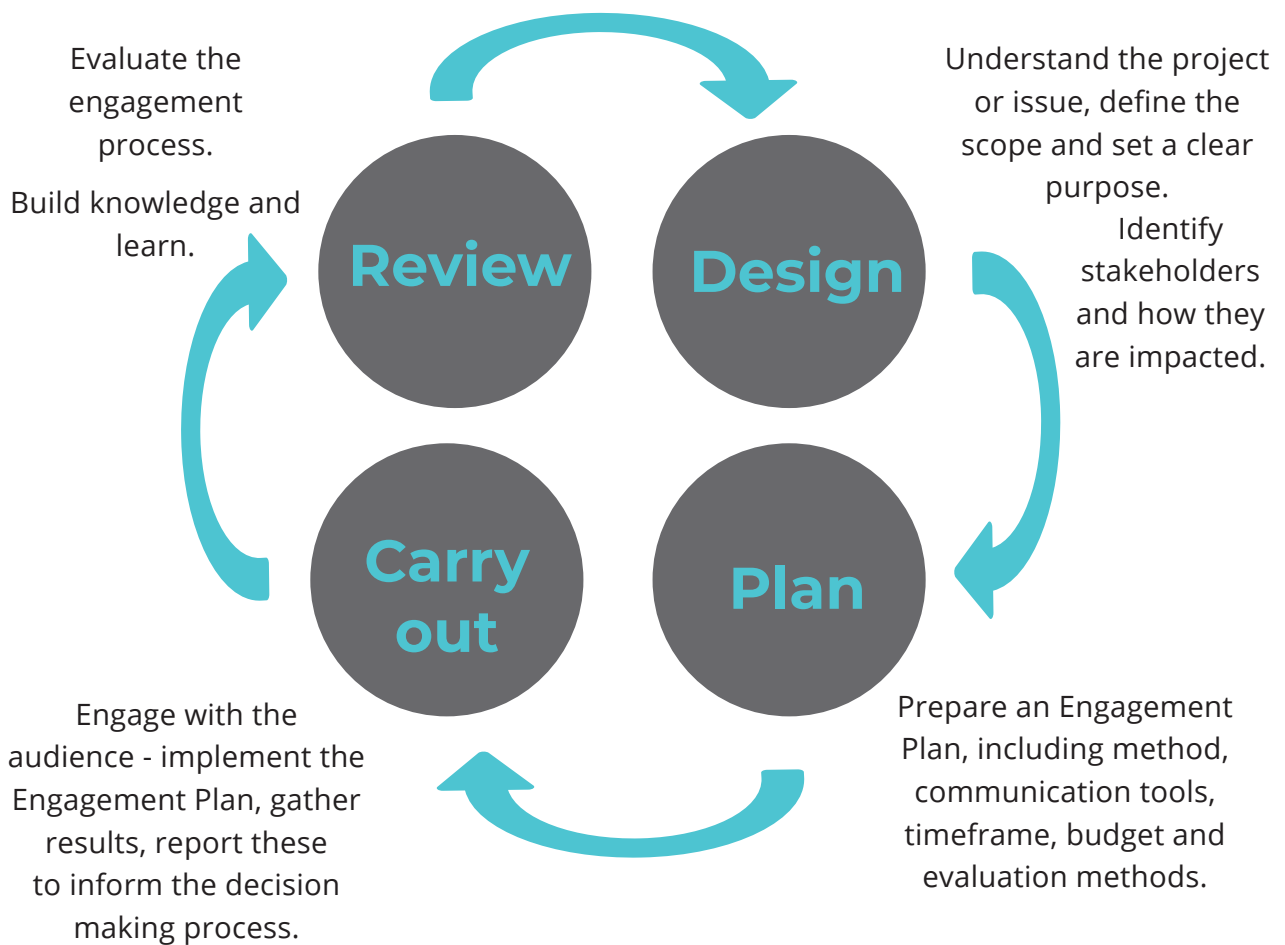 Evaluate the
engagement
process.
Build knowledge and
learn.
Review
Design
Understand the project
or issue, define the
scope and set a clear
purpose.
Identify
stakeholders
and how they
are impacted.
Carry
out
Plan
Engage with the
audience - implement the
Engagement Plan, gather
results, report these
to inform the decision
making process.
Prepare an Engagement
Plan, including method,
communication tools,
timeframe, budget and
evaluation methods.